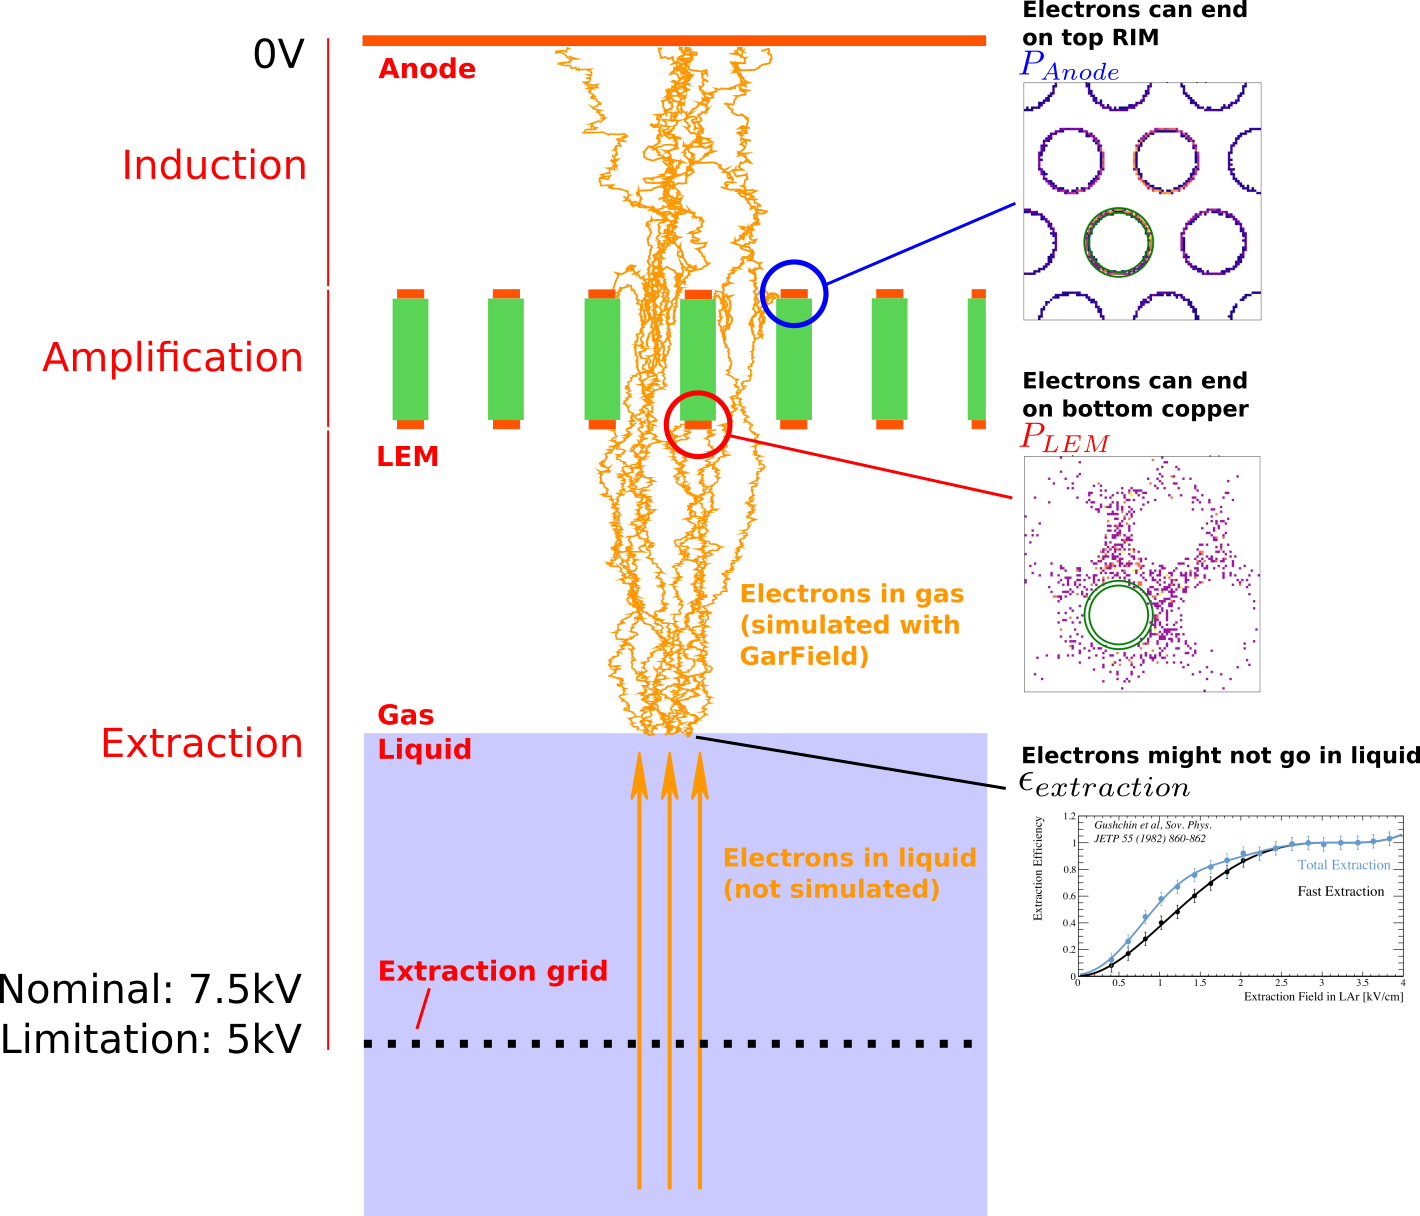 0V
Anode
Induction
Amplification
LEM
Electrons in gas
(simulated with
GarField)
Gas
Liquid
Extraction
Electrons in liquid
(not simulated)
Extraction grid
Nominal: 7.5kV
Limitation: 5kV
Electrons can end
on top RIM
P_Anode
Electrons can end
on bottom copper
P_LEM
Electrons might not go in liquid
ϵ_extraction
Extraction Efficiency
1.2
1
0.8
0.6
0.4
0.2
0
Gushchin et al, Sov. Phys.
JETP 55 (1982) 860-862
Total Extraction
Fast Extraction
0 0.5 1 1.5 2 2.5 3 3.5 4
Extraction Field in LAr [kV/cm]